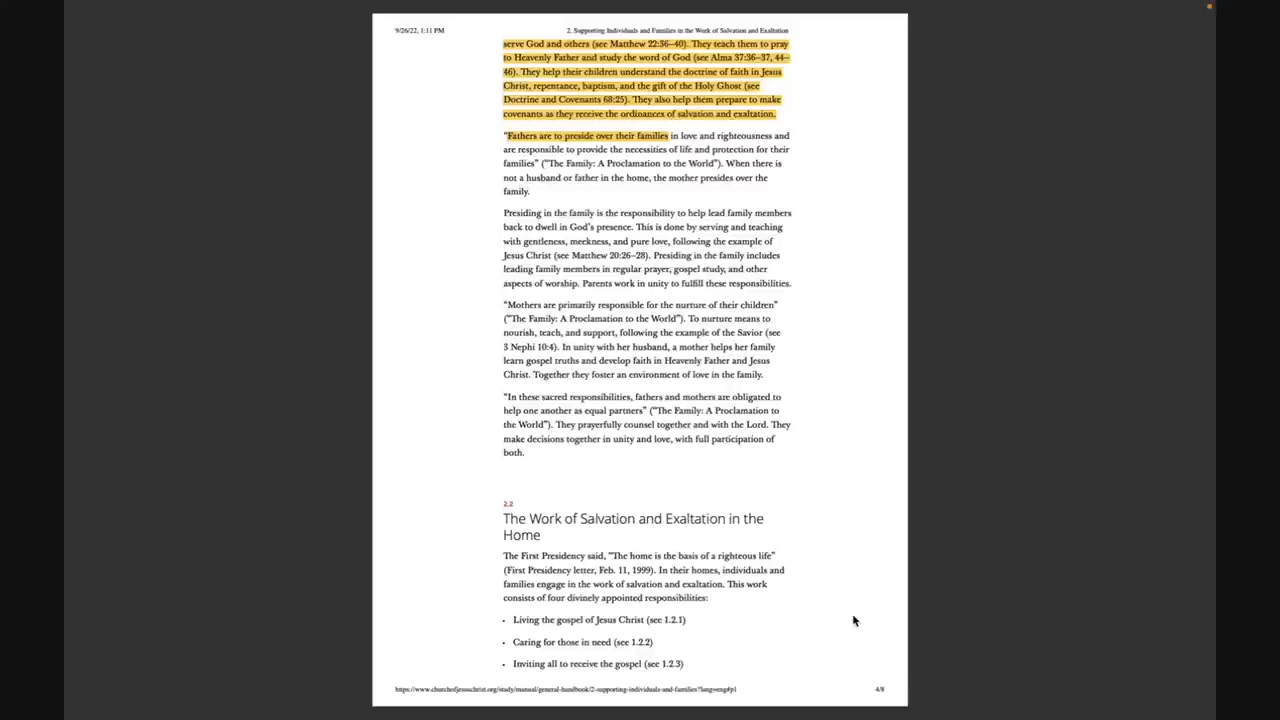 9/26/22, 1:11 PM
2. Supporting Individuals and Families in the Work of Salvation and Exaltation
serve God and others (see Matthew 22:36–40). They teach them to pray
to Heavenly Father and study the word of God (see Alma 37:36–37, 44–
46). They help their children understand the doctrine of faith in Jesus
Christ, repentance, baptism, and the gift of the Holy Ghost (see
Doctrine and Covenants 68:25). They also help them prepare to make
covenants as they receive the ordinances of salvation and exaltation.
“Fathers are to preside over their families in love and righteousness and
are responsible to provide the necessities of life and protection for their
families” (“The Family: A Proclamation to the World”). When there is
not a husband or father in the home, the mother presides over the
family.
Presiding in the family is the responsibility to help lead family members
back to dwell in God’s presence. This is done by serving and teaching
with gentleness, meekness, and pure love, following the example of
Jesus Christ (see Matthew 20:26–28). Presiding in the family includes
leading family members in regular prayer, gospel study, and other
aspects of worship. Parents work in unity to fulfill these responsibilities.
“Mothers are primarily responsible for the nurture of their children”
(“The Family: A Proclamation to the World”). To nurture means to
nourish, teach, and support, following the example of the Savior (see
3 Nephi 10:4). In unity with her husband, a mother helps her family
learn gospel truths and develop faith in Heavenly Father and Jesus
Christ. Together they foster an environment of love in the family.
“In these sacred responsibilities, fathers and mothers are obligated to
help one another as equal partners” (“The Family: A Proclamation to
the World”). They prayerfully counsel together and with the Lord. They
make decisions together in unity and love, with full participation of
both.
2.2
The Work of Salvation and Exaltation in the
Home
The First Presidency said, “The home is the basis of a righteous life”
(First Presidency letter, Feb. 11, 1999). In their homes, individuals and
families engage in the work of salvation and exaltation. This work
consists of four divinely appointed responsibilities:
• Living the gospel of Jesus Christ (see 1.2.1)
• Caring for those in need (see 1.2.2)
• Inviting all to receive the gospel (see 1.2.3)
https://www.churchofjesuschrist.org/study/manual/general-handbook/2-supporting-individuals-and-families?lang=eng#p1
4/8